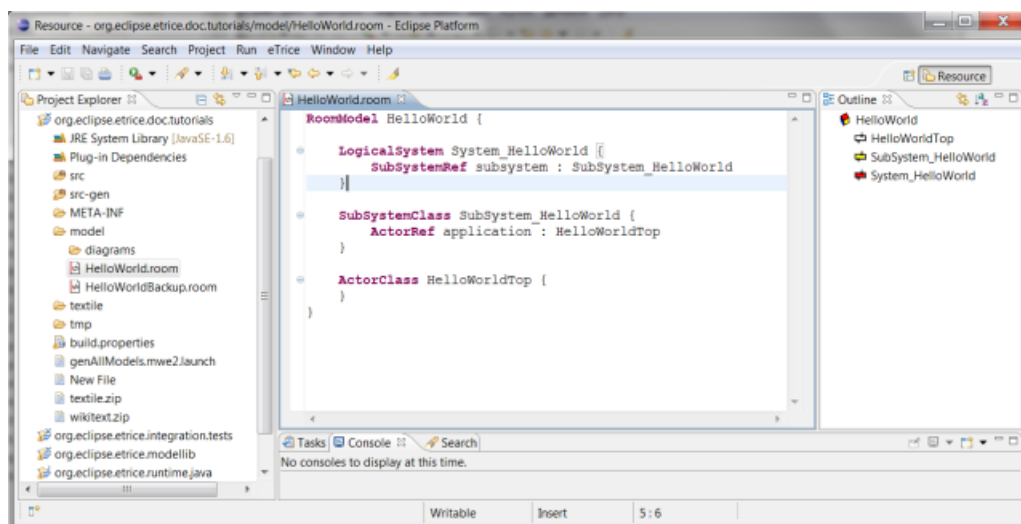 Resource - org.eclipse.etrice.doc.tutorials/model/HelloWorld.room - Eclipse Platform
File Edit Navigate Search Project Run eTrice Window Help
Resource
Project Explorer
org.eclipse.etrice.doc.tutorials
JRE System Library [JavaSE-1.6]
Plug-in Dependencies
src
src-gen
META-INF
model
diagrams
HelloWorld.room
HelloWorldBackup.room
textile
tmp
build.properties
genAllModels.mwe2.launch
New File
textile.zip
wikitext.zip
org.eclipse.etrice.integration.tests
org.eclipse.etrice.modellib
org.eclipse.etrice.runtime.java
HelloWorld.room
RoomModel HelloWorld {
LogicalSystem System_HelloWorld {
SubSystemRef subsystem : SubSystem_HelloWorld
}
SubSystemClass SubSystem_HelloWorld {
ActorRef application : HelloWorldTop
}
ActorClass HelloWorldTop {
}
}
Outline
HelloWorld
HelloWorldTop
SubSystem_HelloWorld
System_HelloWorld
Tasks Console Search
No consoles to display at this time.
Writable Insert 5:6